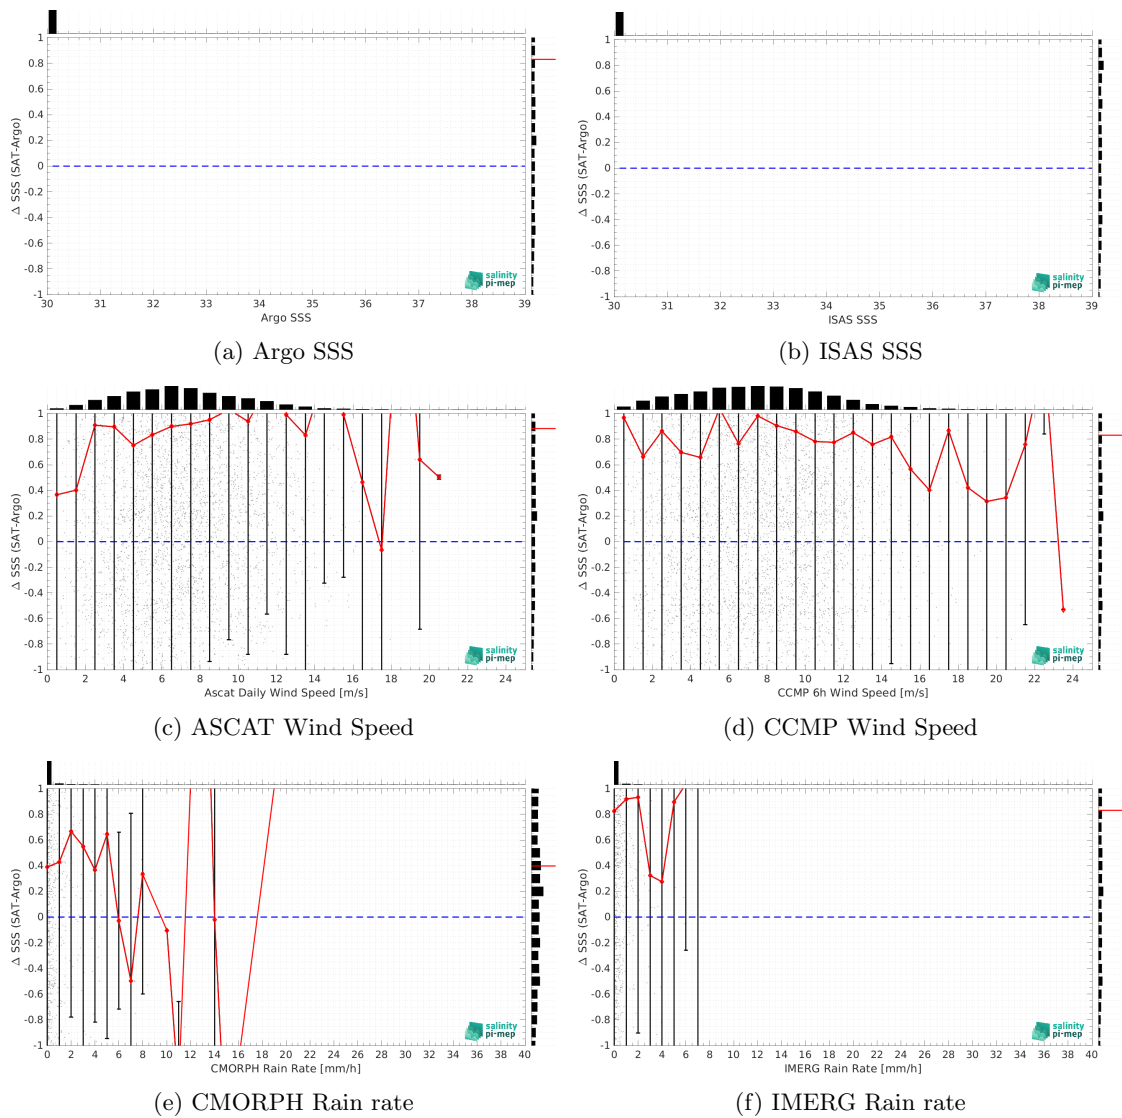 1
0.8
0.6
0.4
0.2
0
-0.2
-0.4
-0.6
-0.8
-1
Δ SSS (SAT-Argo)
30 31 32 33 34 35 36 37 38 39
Argo SSS
salinity
pi-mep
(a) Argo SSS
1
0.8
0.6
0.4
0.2
0
-0.2
-0.4
-0.6
-0.8
-1
Δ SSS (SAT-Argo)
30 31 32 33 34 35 36 37 38 39
ISAS SSS
salinity
pi-mep
(b) ISAS SSS
1
0.8
0.6
0.4
0.2
0
-0.2
-0.4
-0.6
-0.8
-1
Δ SSS (SAT-Argo)
0 2 4 6 8 10 12 14 16 18 20 22 24
Ascat Daily Wind Speed [m/s]
salinity
pi-mep
(c) ASCAT Wind Speed
1
0.8
0.6
0.4
0.2
0
-0.2
-0.4
-0.6
-0.8
-1
Δ SSS (SAT-Argo)
0 2 4 6 8 10 12 14 16 18 20 22 24
CCMP 6h Wind Speed [m/s]
salinity
pi-mep
(d) CCMP Wind Speed
1
0.8
0.6
0.4
0.2
0
-0.2
-0.4
-0.6
-0.8
-1
Δ SSS (SAT-Argo)
0 2 4 6 8 10 12 14 16 18 20 22 24 26 28 30 32 34 36 38 40
CMORPH Rain Rate [mm/h]
salinity
pi-mep
(e) CMORPH Rain rate
1
0.8
0.6
0.4
0.2
0
-0.2
-0.4
-0.6
-0.8
-1
Δ SSS (SAT-Argo)
0 2 4 6 8 10 12 14 16 18 20 22 24 26 28 30 32 34 36 38 40
IMERG Rain Rate [mm/h]
salinity
pi-mep
(f) IMERG Rain rate